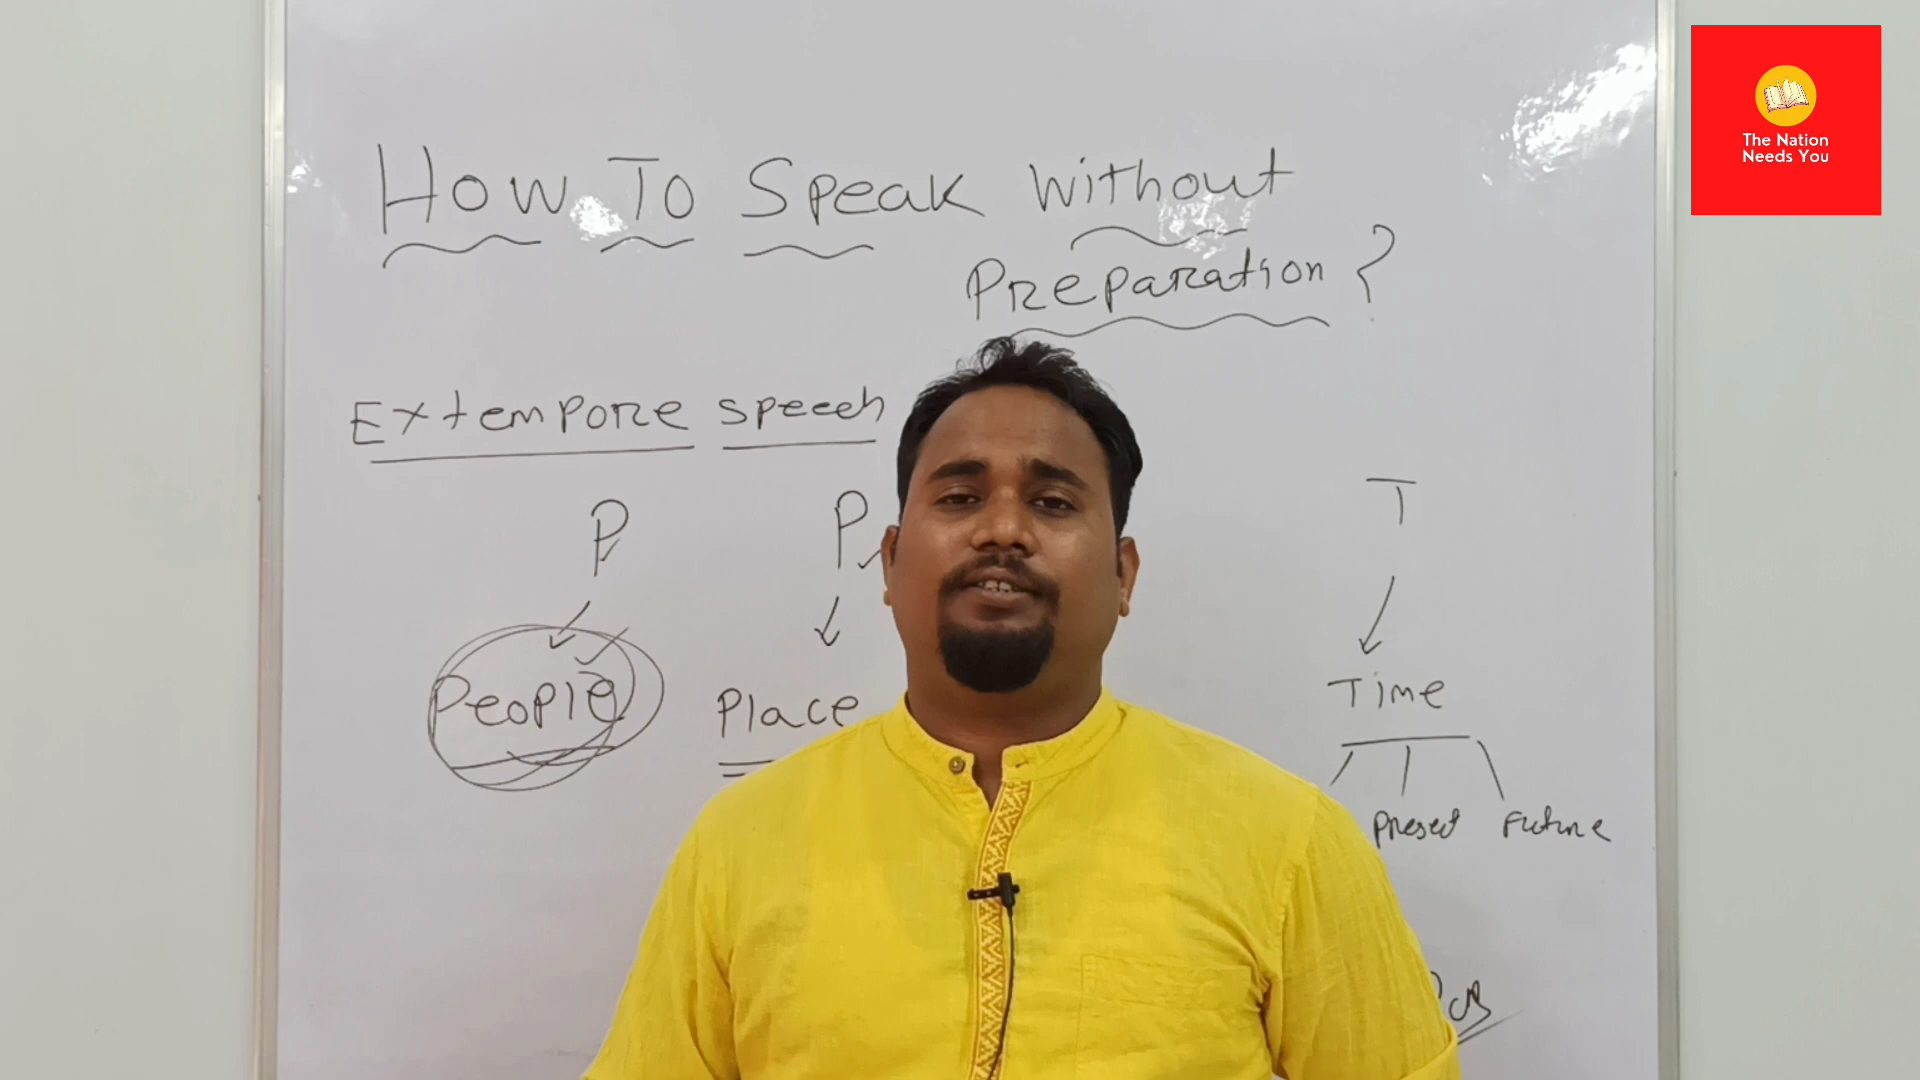 The Nation
Needs You
How To Speak Without
Preparation?
Extempore speech
P P T
People Place Time
Present Future